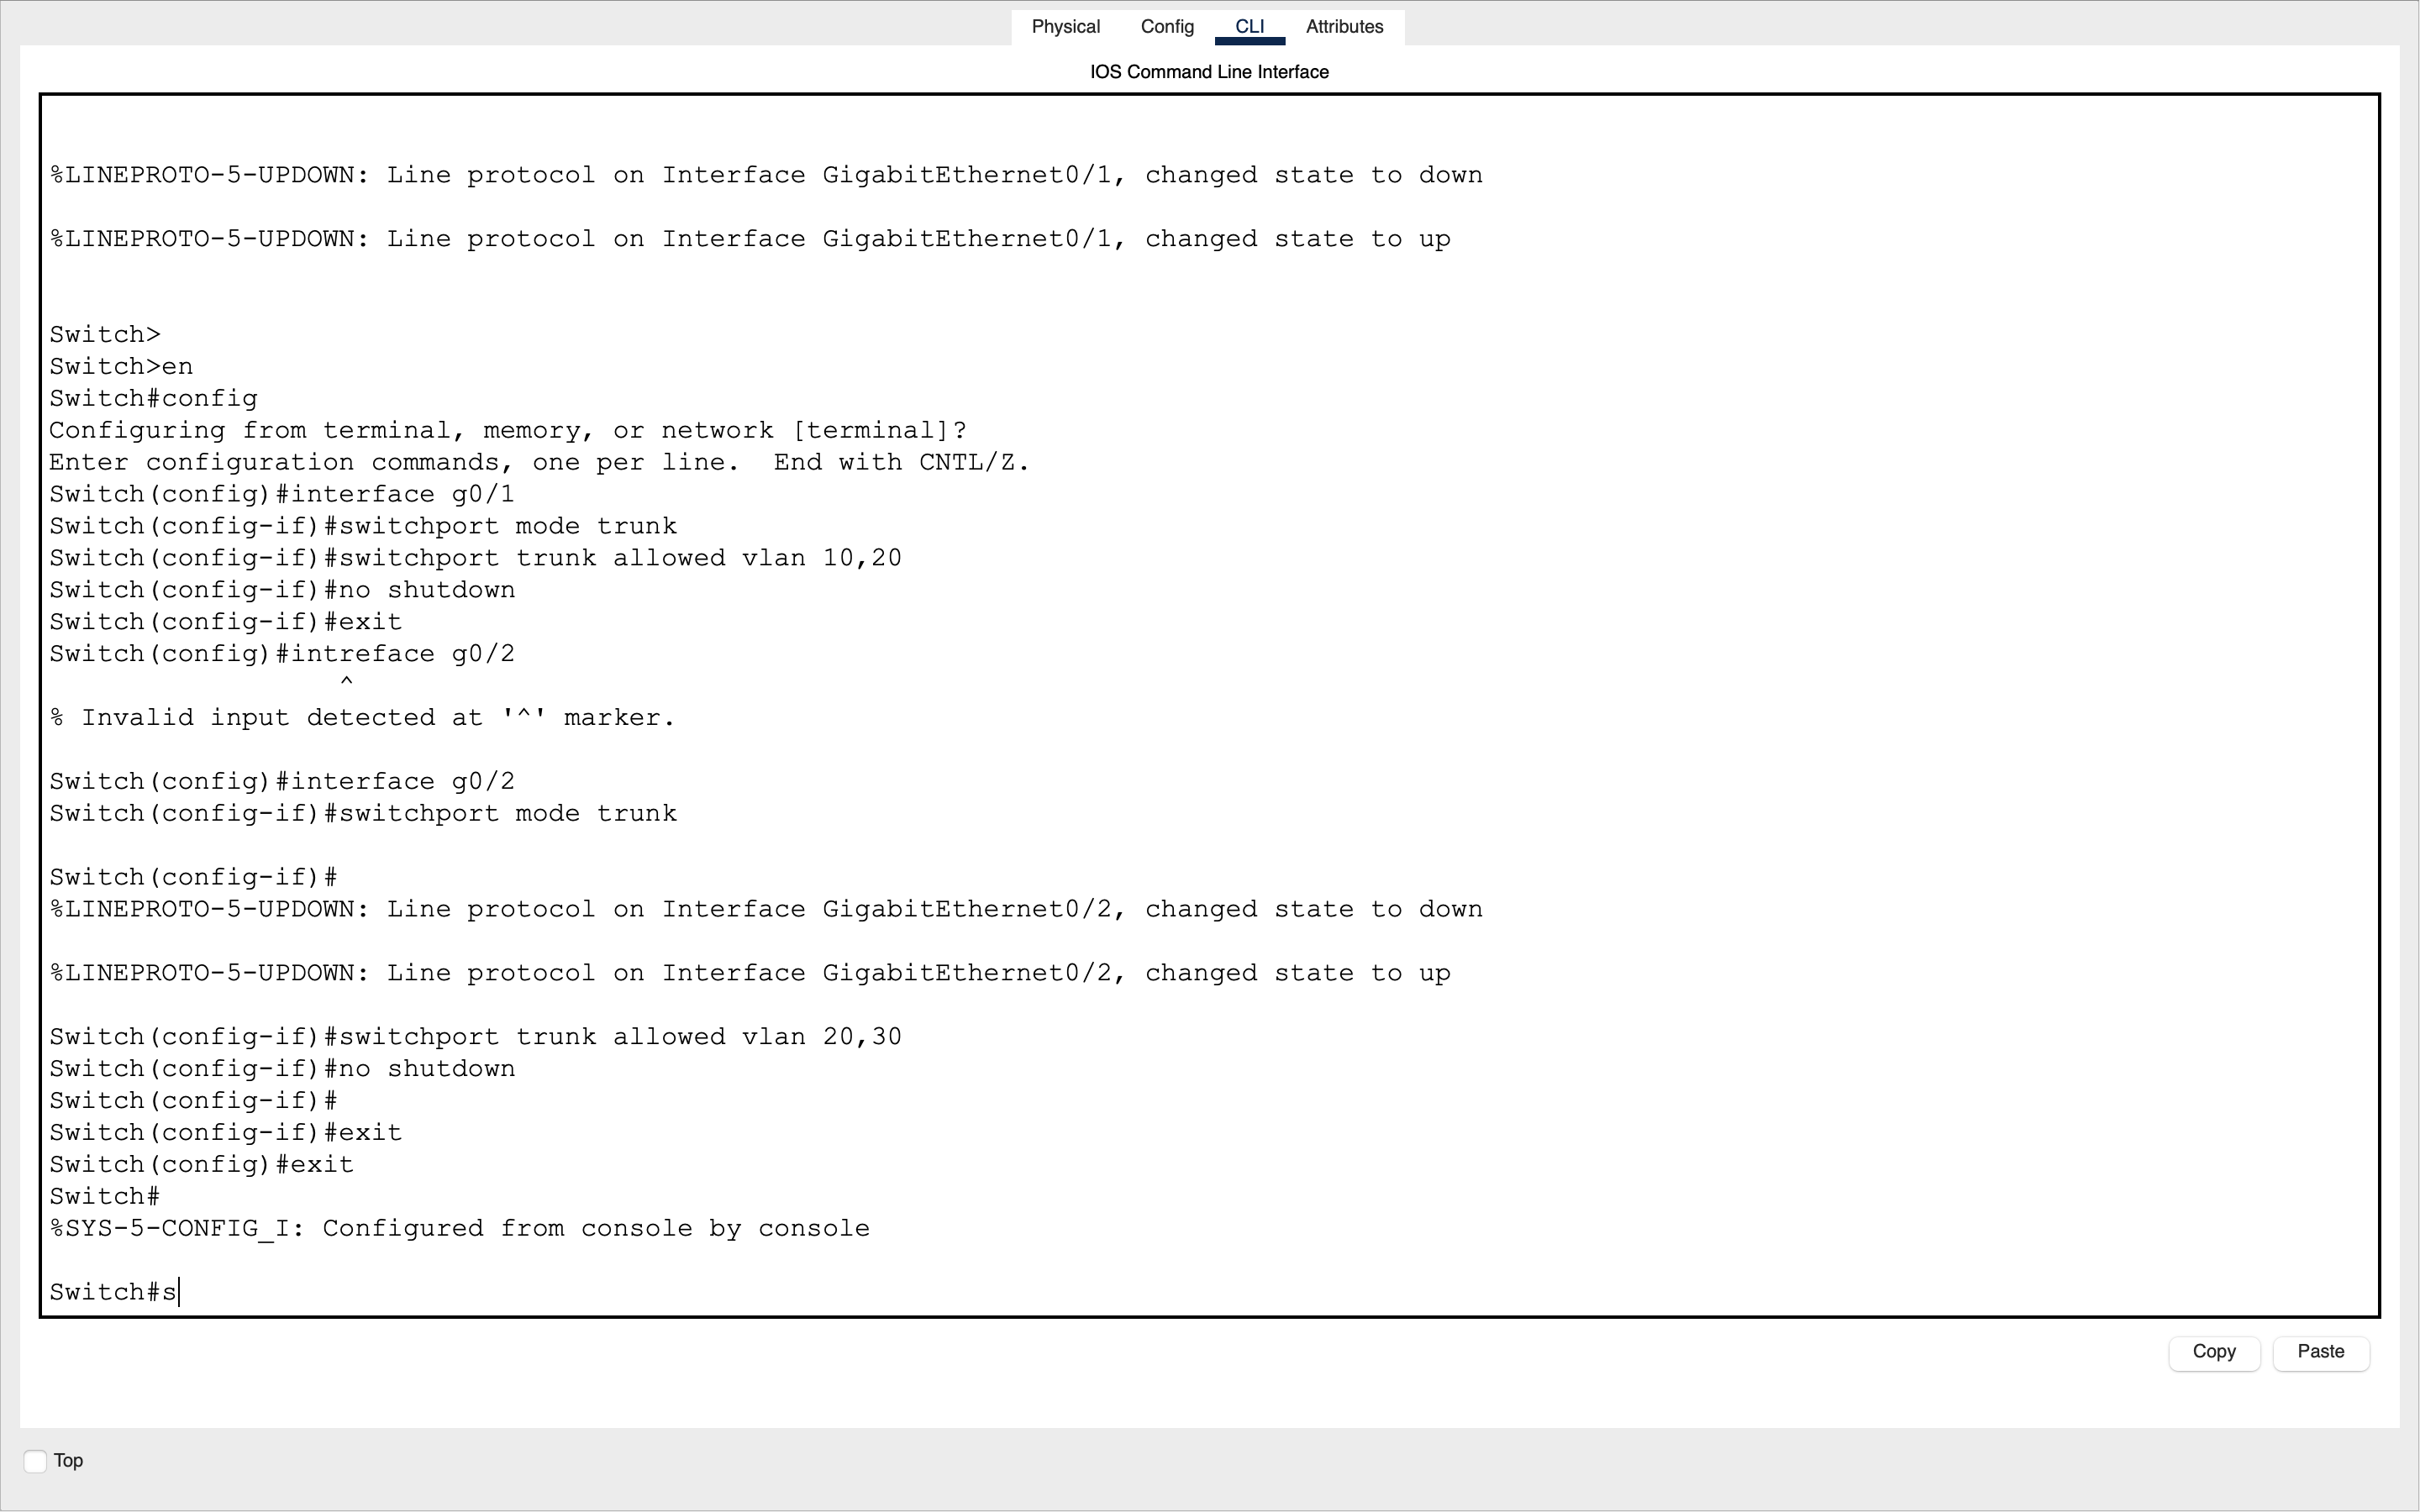 Physical Config CLI Attributes
IOS Command Line Interface
%LINEPROTO-5-UPDOWN: Line protocol on Interface GigabitEthernet0/1, changed state to down
%LINEPROTO-5-UPDOWN: Line protocol on Interface GigabitEthernet0/1, changed state to up
Switch>
Switch>en
Switch#config
Configuring from terminal, memory, or network [terminal]?
Enter configuration commands, one per line.  End with CNTL/Z.
Switch(config)#interface g0/1
Switch(config-if)#switchport mode trunk
Switch(config-if)#switchport trunk allowed vlan 10,20
Switch(config-if)#no shutdown
Switch(config-if)#exit
Switch(config)#intreface g0/2
^
% Invalid input detected at '^' marker.
Switch(config)#interface g0/2
Switch(config-if)#switchport mode trunk
Switch(config-if)#
%LINEPROTO-5-UPDOWN: Line protocol on Interface GigabitEthernet0/2, changed state to down
%LINEPROTO-5-UPDOWN: Line protocol on Interface GigabitEthernet0/2, changed state to up
Switch(config-if)#switchport trunk allowed vlan 20,30
Switch(config-if)#no shutdown
Switch(config-if)#
Switch(config-if)#exit
Switch(config)#exit
Switch#
%SYS-5-CONFIG_I: Configured from console by console
Switch#s
Copy Paste
Top